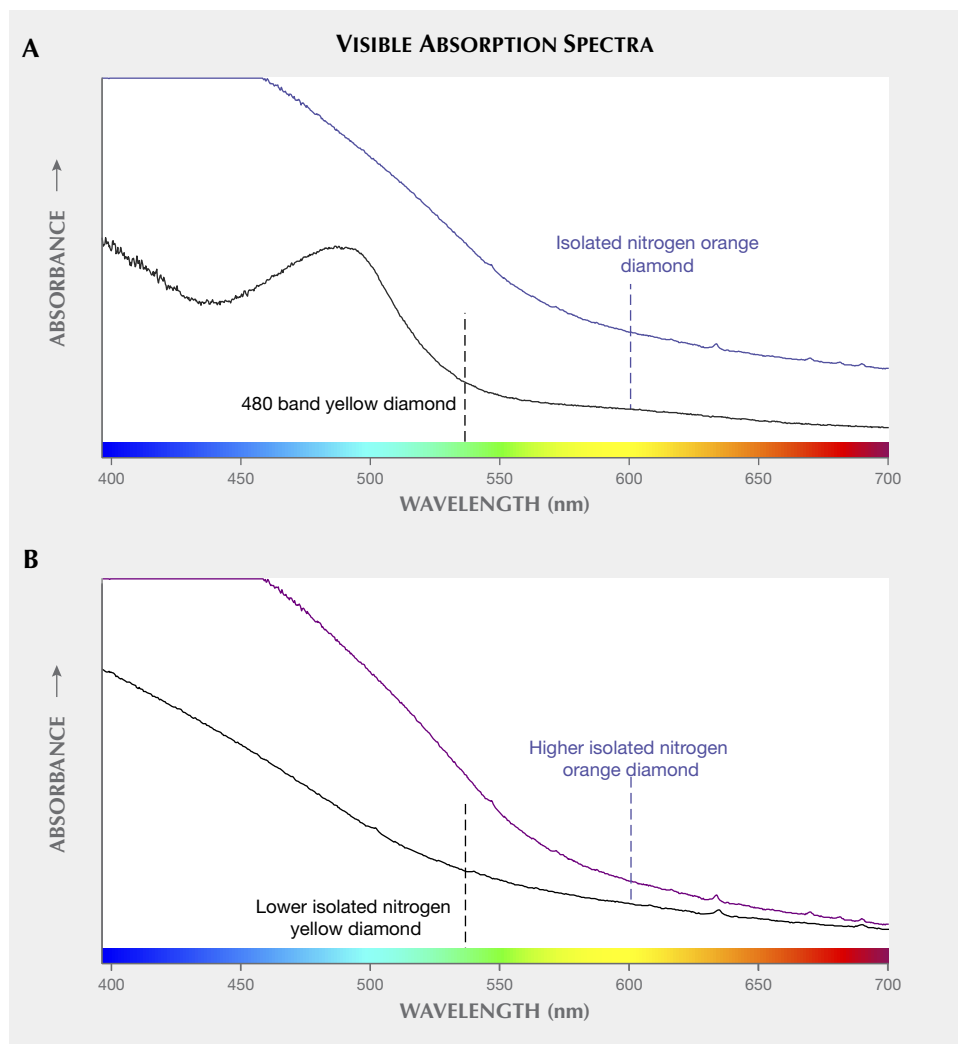 A
VISIBLE ABSORPTION SPECTRA
ABSORBANCE
Isolated nitrogen orange
diamond
480 band yellow diamond
400 450 500 550 600 650 700
WAVELENGTH (nm)
B
ABSORBANCE
Higher isolated nitrogen
orange diamond
Lower isolated nitrogen
yellow diamond
400 450 500 550 600 650 700
WAVELENGTH (nm)